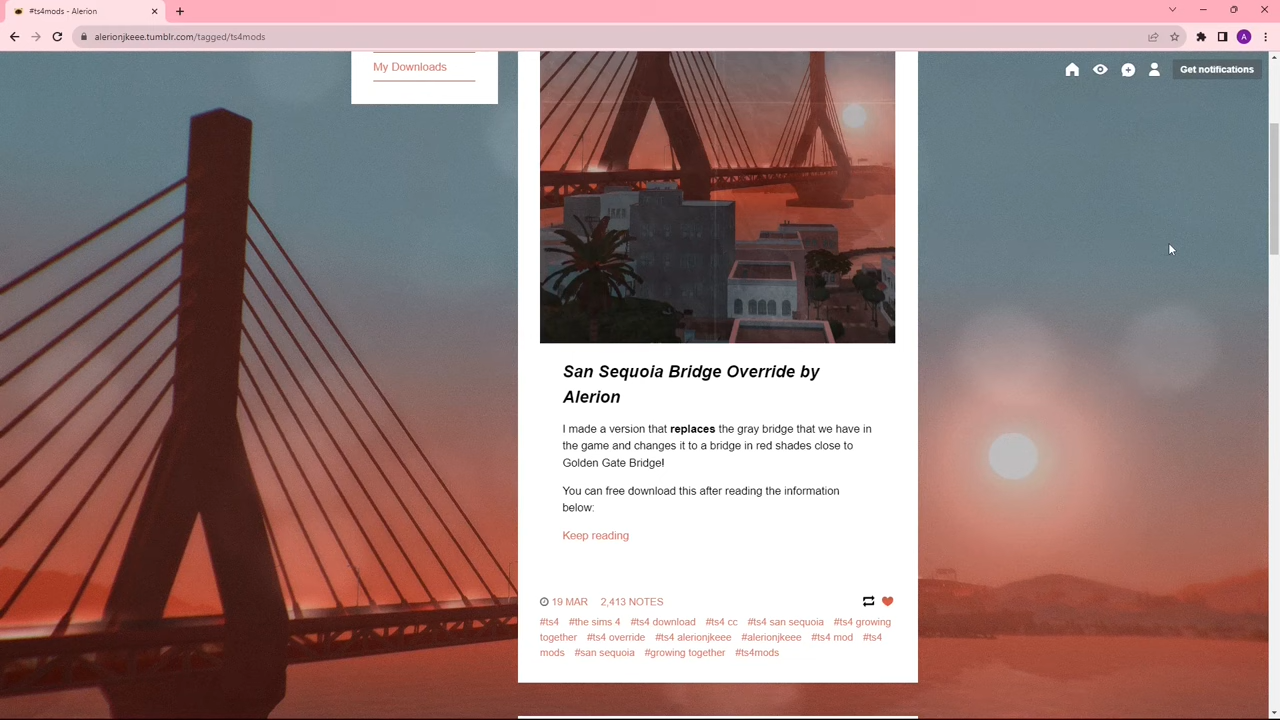 #ts4mods - Alerion
alerionjkeee.tumblr.com/tagged/ts4mods
A
My Downloads
Get notifications
San Sequoia Bridge Override by
Alerion
I made a version that replaces the gray bridge that we have in
the game and changes it to a bridge in red shades close to
Golden Gate Bridge!
You can free download this after reading the information
below:
Keep reading
19 MAR 2,413 NOTES
#ts4 #the sims 4 #ts4 download #ts4 cc #ts4 san sequoia #ts4 growing
together #ts4 override #ts4 alerionjkeee #alerionjkeee #ts4 mod #ts4
mods #san sequoia #growing together #ts4mods